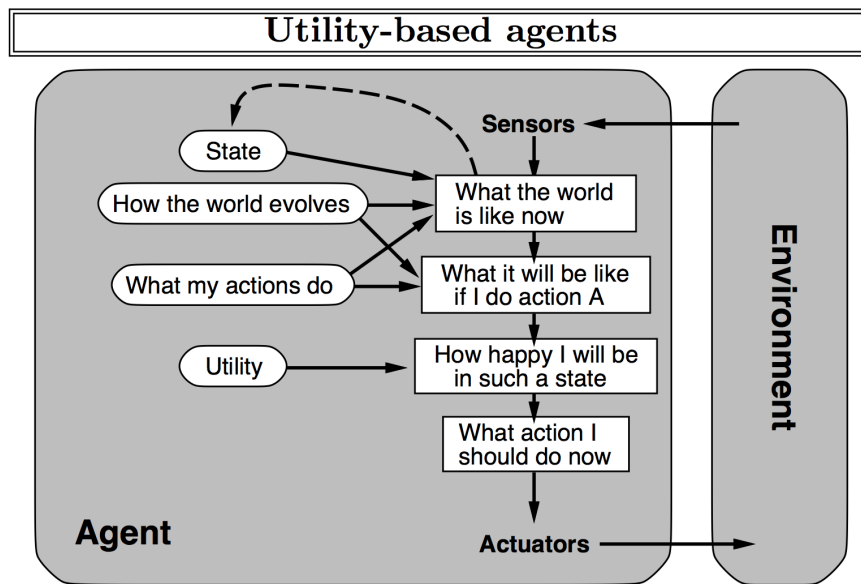 Utility-based agents
Sensors
State
What the world
is like now
How the world evolves
What my actions do
What it will be like
if I do action A
Utility
How happy I will be
in such a state
What action I
should do now
Agent
Actuators
Environment